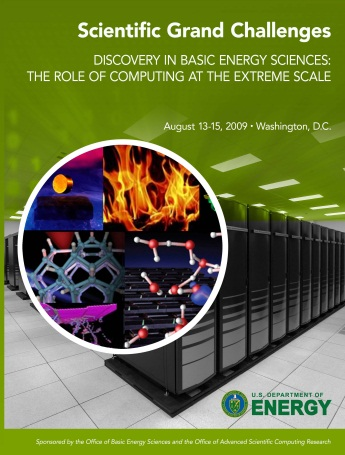 Scientific Grand Challenges
DISCOVERY IN BASIC ENERGY SCIENCES:
THE ROLE OF COMPUTING AT THE EXTREME SCALE
August 13-15, 2009 • Washington, D.C.
U.S. DEPARTMENT OF
ENERGY
Sponsored by the Office of Basic Energy Sciences and the Office of Advanced Scientific Computing Research